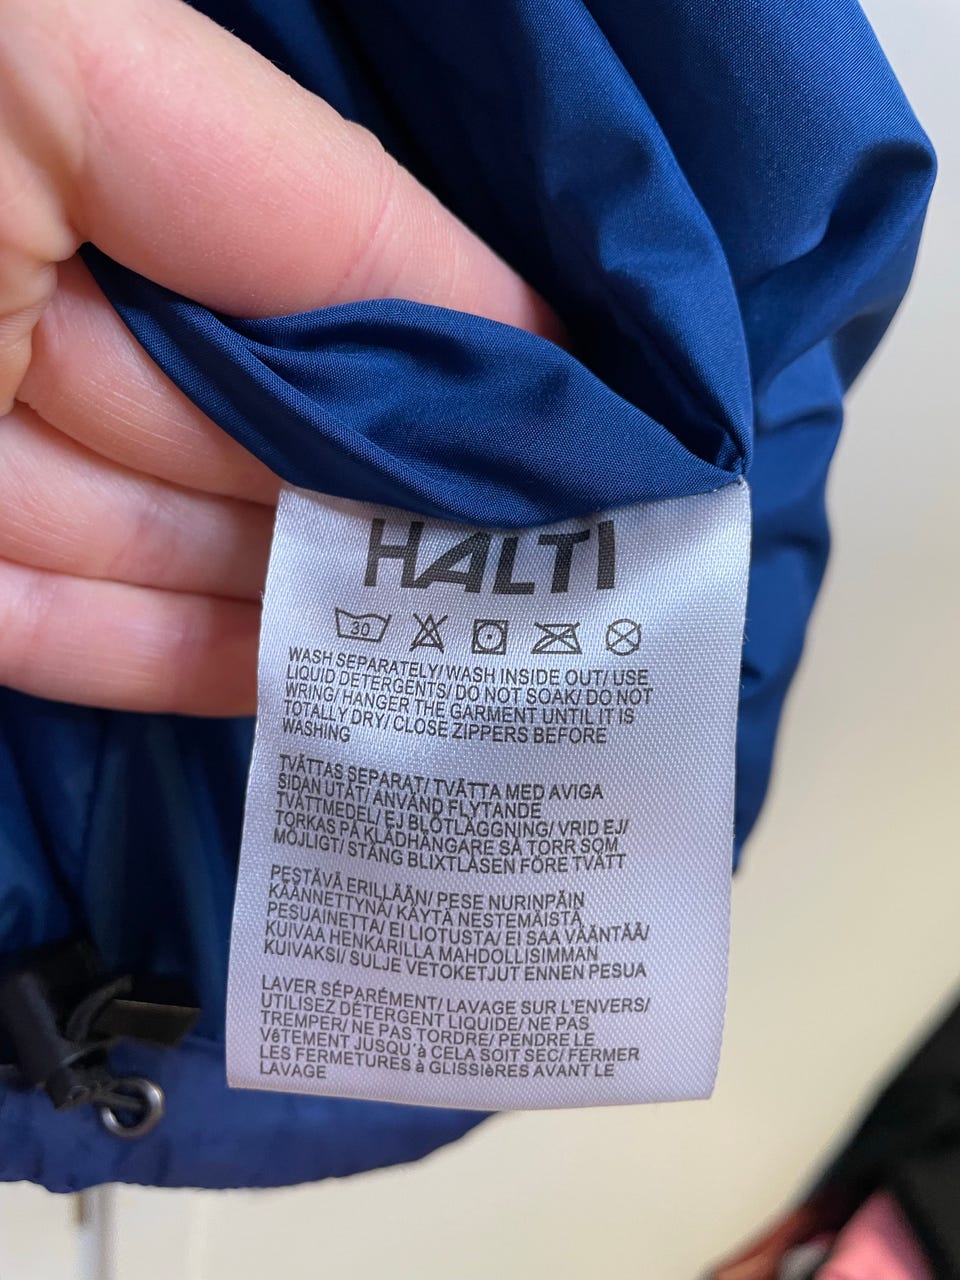 HALTI
30
WASH SEPARATELY/ WASH INSIDE OUT/ USE
LIQUID DETERGENTS/ DO NOT SOAK/ DO NOT
WRING/ HANGER THE GARMENT UNTIL IT IS
TOTALLY DRY/ CLOSE ZIPPERS BEFORE
WASHING
TVÄTTAS SEPARAT/ TVÄTTA MED AVIGA
SIDAN UTÅT/ ANVÄND FLYTANDE
TVÄTTMEDEL/ EJ BLÖTLÄGGNING/ VRID EJ/
TORKAS PÅ KLÄDHÄNGARE SÅ TORR SOM
MÖJLIGT/ STÄNG BLIXTLÅSEN FÖRE TVÄTT
PESTÄVÄ ERILLÄÄN/ PESE NURINPÄIN
KÄÄNNETTYNÄ/ KÄYTÄ NESTEMÄISTÄ
PESUAINETTA/ EI LIOTUSTA/ EI SAA VÄÄNTÄÄ/
KUIVAA HENKARILLA MAHDOLLISIMMAN
KUIVAKSI/ SULJE VETOKETJUT ENNEN PESUA
LAVER SÉPARÉMENT/ LAVAGE SUR L'ENVERS/
UTILISEZ DÉTERGENT LIQUIDE/ NE PAS
TREMPER/ NE PAS TORDRE/ PENDRE LE
VêTEMENT JUSQU'à CELA SOIT SEC/ FERMER
LES FERMETURES à GLISSIèRES AVANT LE
LAVAGE